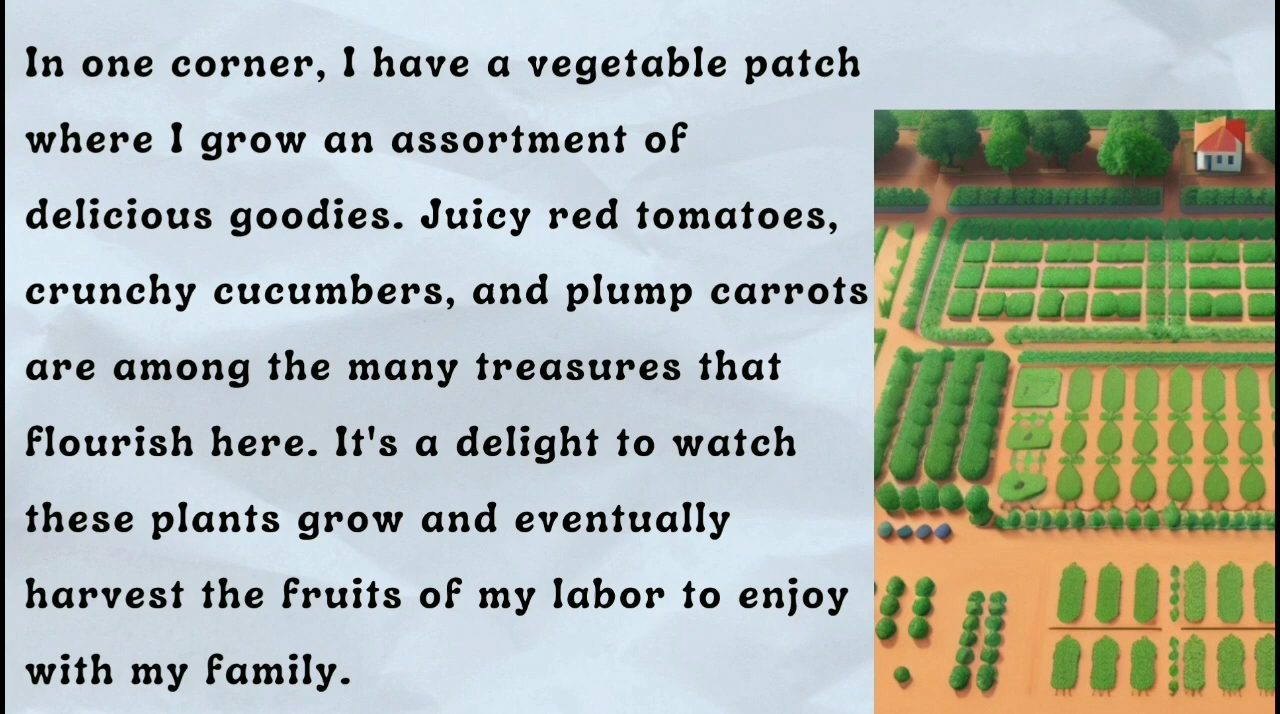 In one corner, I have a vegetable patch
where I grow an assortment of
delicious goodies. Juicy red tomatoes,
crunchy cucumbers, and plump carrots
are among the many treasures that
flourish here. It's a delight to watch
these plants grow and eventually
harvest the fruits of my labor to enjoy
with my family.